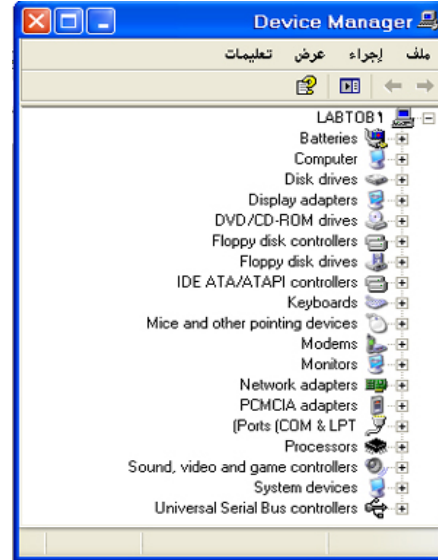 Device Manager
ملف إجراء عرض تعليمات
LABTOB١
Batteries
Computer
Disk drives
Display adapters
DVD/CD-ROM drives
Floppy disk controllers
Floppy disk drives
IDE ATA/ATAPI controllers
Keyboards
Mice and other pointing devices
Modems
Monitors
Network adapters
PCMCIA adapters
(Ports (COM & LPT
Processors
Sound, video and game controllers
System devices
Universal Serial Bus controllers